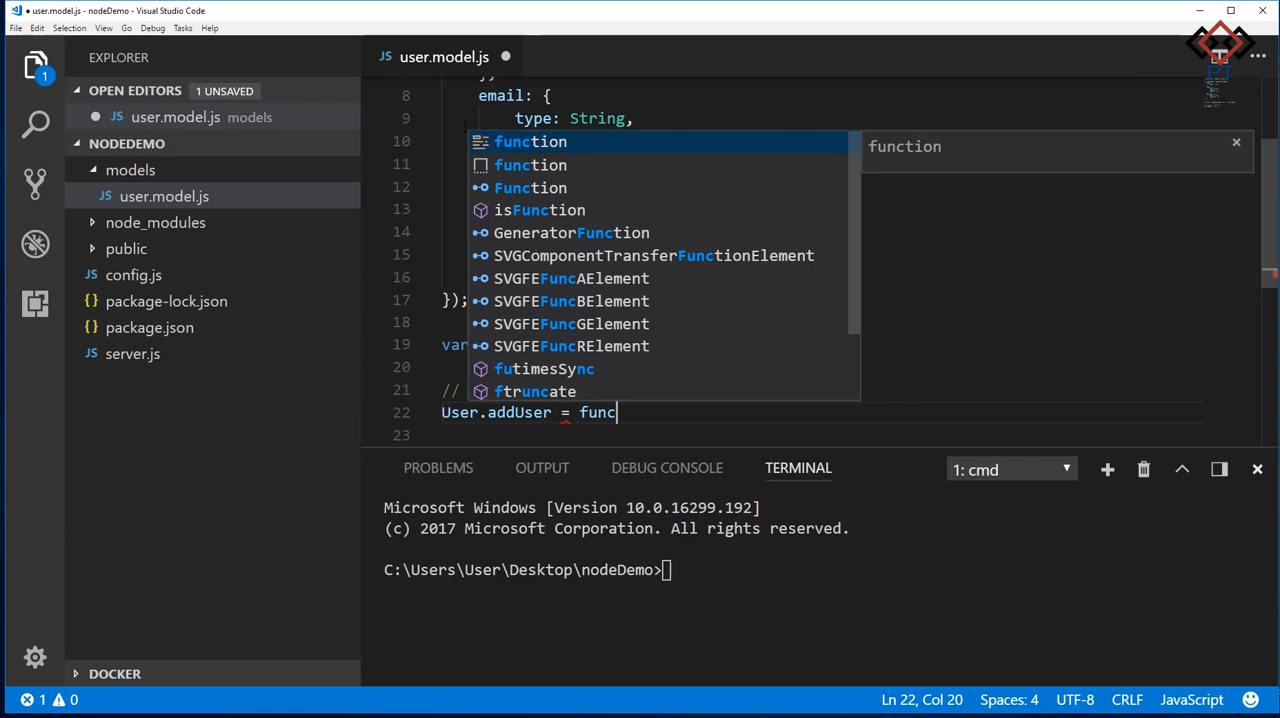 user.model.js - nodeDemo - Visual Studio Code
File Edit Selection View Go Debug Tasks Help
EXPLORER
OPEN EDITORS 1 UNSAVED
JS user.model.js models
NODEDEMO
models
JS user.model.js
node_modules
public
config.js
{} package-lock.json
{} package.json
server.js
DOCKER
1
JS user.model.js
PT
8 email: {
9 type: String,
10
11
12
13
14
15
16
17 });
18
19 var
20
21 //
22 User.addUser = func
23
function
function
Function
isFunction
GeneratorFunction
SVGComponentTransferFunctionElement
SVGFEFuncAElement
SVGFEFuncBElement
SVGFEFuncGElement
SVGFEFuncRElement
futimesSync
ftruncate
function
PROBLEMS OUTPUT DEBUG CONSOLE TERMINAL 1: cmd
Microsoft Windows [Version 10.0.16299.192]
(c) 2017 Microsoft Corporation. All rights reserved.
C:\Users\User\Desktop\nodeDemo>
1 0 Ln 22, Col 20 Spaces: 4 UTF-8 CRLF JavaScript